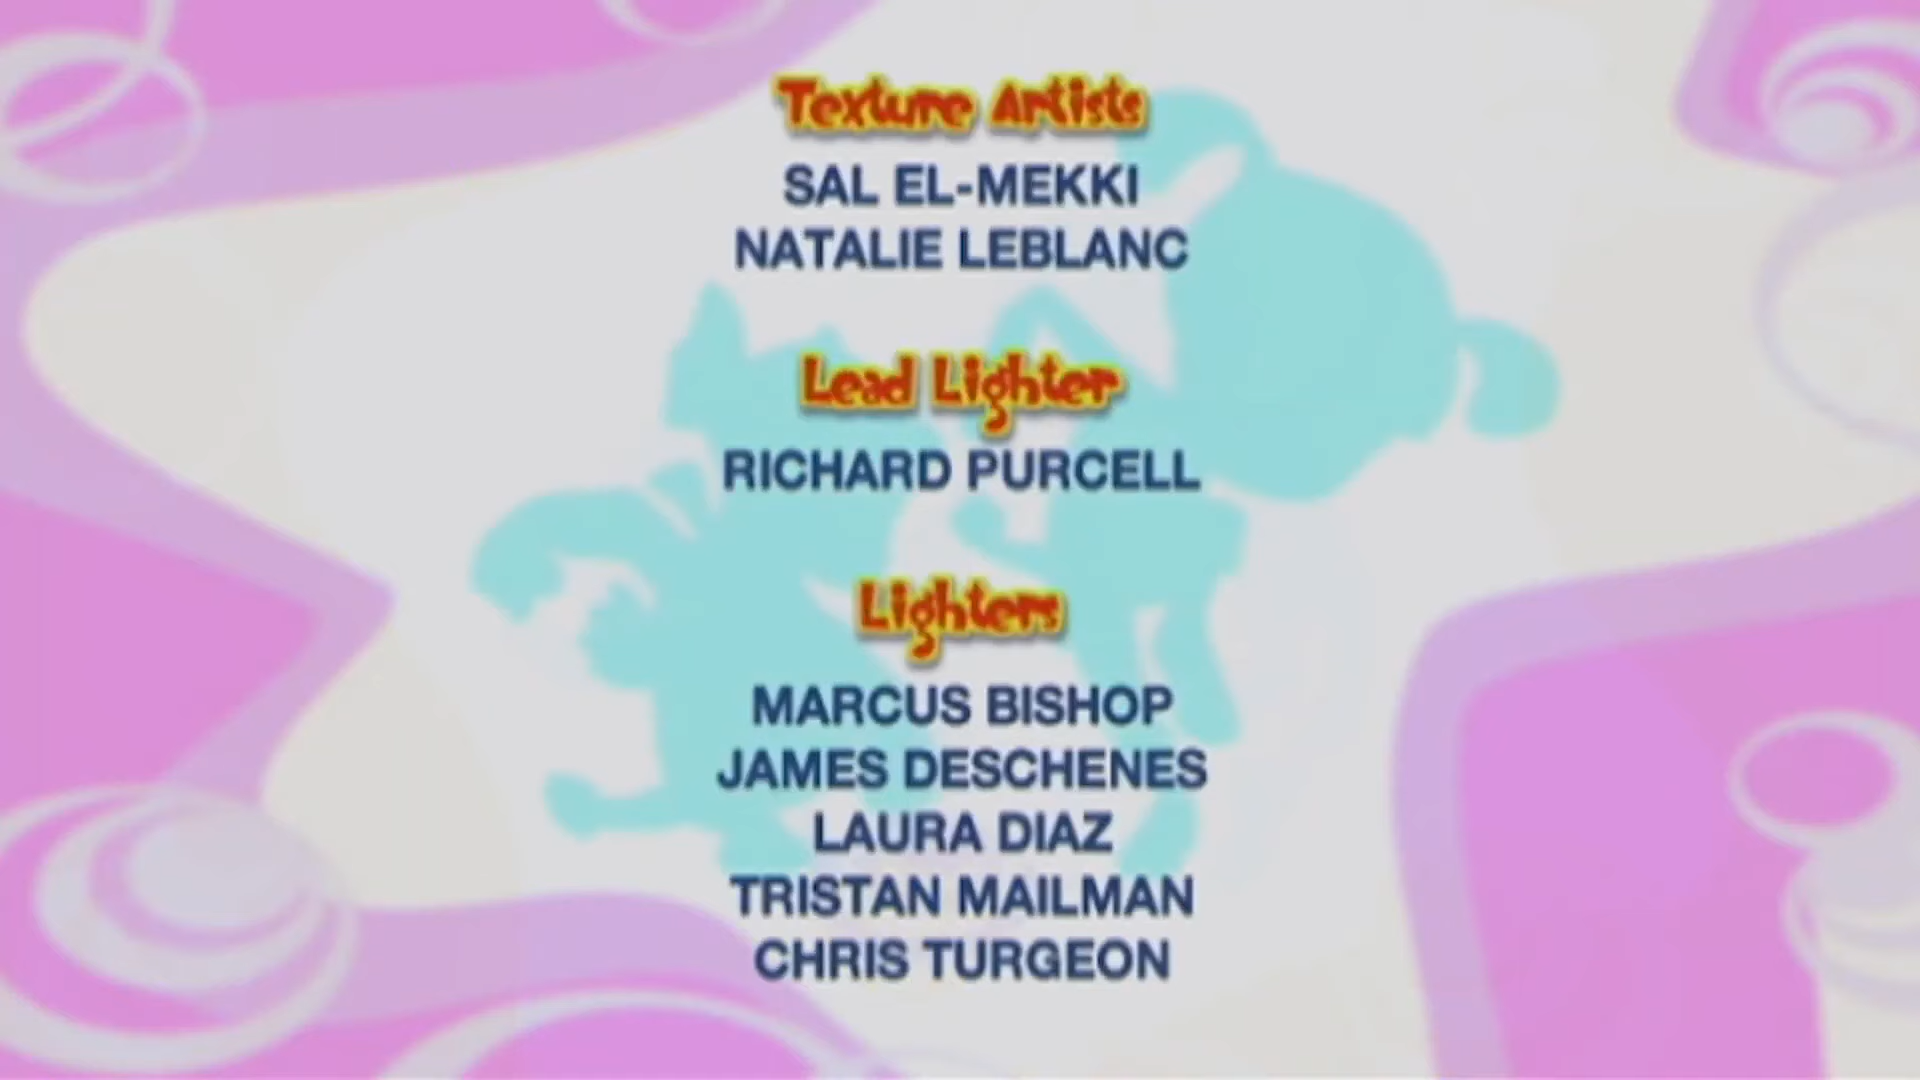 Texture Artists
SAL EL-MEKKI
NATALIE LEBLANC
Lead Lighter
RICHARD PURCELL
Lighters
MARCUS BISHOP
JAMES DESCHENES
LAURA DIAZ
TRISTAN MAILMAN
CHRIS TURGEON